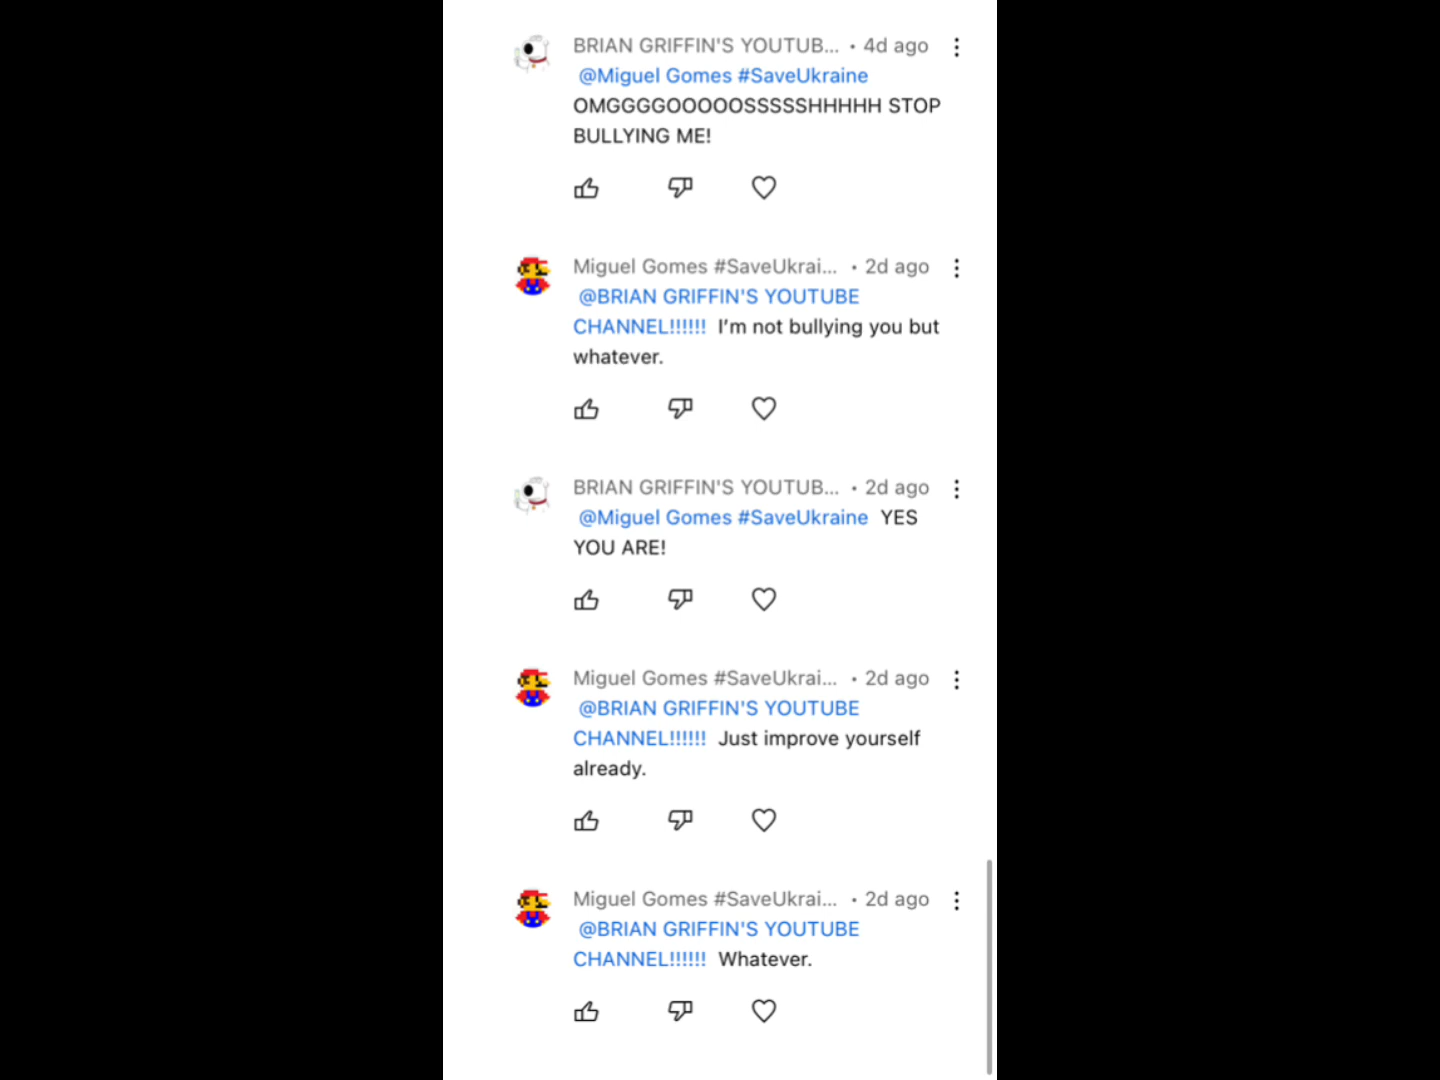 BRIAN GRIFFIN'S YOUTUB... • 4d ago
@Miguel Gomes #SaveUkraine
OMGGGGOOOOOSSSSSHHHHH STOP
BULLYING ME!
Miguel Gomes #SaveUkrai... • 2d ago
@BRIAN GRIFFIN'S YOUTUBE
CHANNEL!!!!!! I’m not bullying you but
whatever.
BRIAN GRIFFIN'S YOUTUB... • 2d ago
@Miguel Gomes #SaveUkraine YES
YOU ARE!
Miguel Gomes #SaveUkrai... • 2d ago
@BRIAN GRIFFIN'S YOUTUBE
CHANNEL!!!!!! Just improve yourself
already.
Miguel Gomes #SaveUkrai... • 2d ago
@BRIAN GRIFFIN'S YOUTUBE
CHANNEL!!!!!! Whatever.